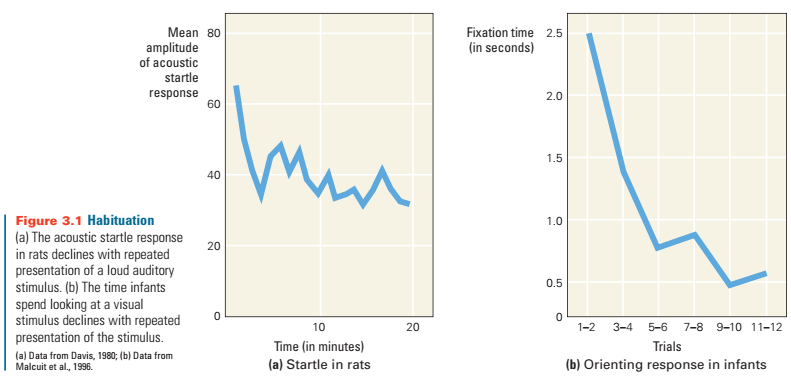 Mean
amplitude
of acoustic
startle
response
80
60
40
20
0
10
20
Time (in minutes)
(a) Startle in rats
Fixation time
(in seconds)
2.5
2.0
1.5
1.0
0.5
0
1–2 3–4 5–6 7–8 9–10 11–12
Trials
(b) Orienting response in infants
Figure 3.1 Habituation
(a) The acoustic startle response
in rats declines with repeated
presentation of a loud auditory
stimulus. (b) The time infants
spend looking at a visual
stimulus declines with repeated
presentation of the stimulus.
(a) Data from Davis, 1980; (b) Data from
Malcuit et al., 1996.